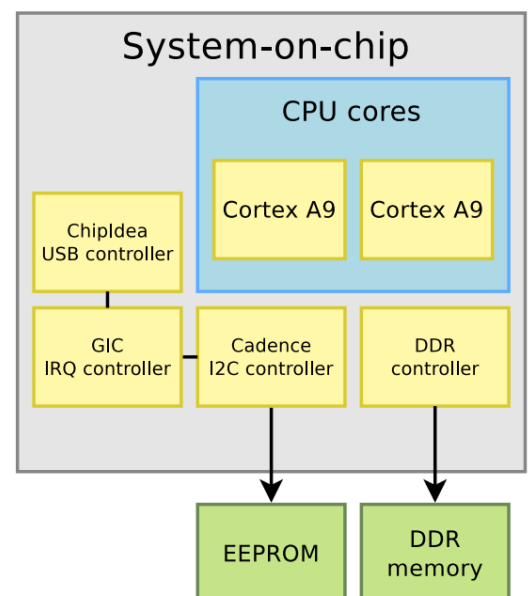 System-on-chip
CPU cores
Cortex A9
Cortex A9
ChipIdea
USB controller
GIC
IRQ controller
Cadence
I2C controller
DDR
controller
EEPROM
DDR
memory